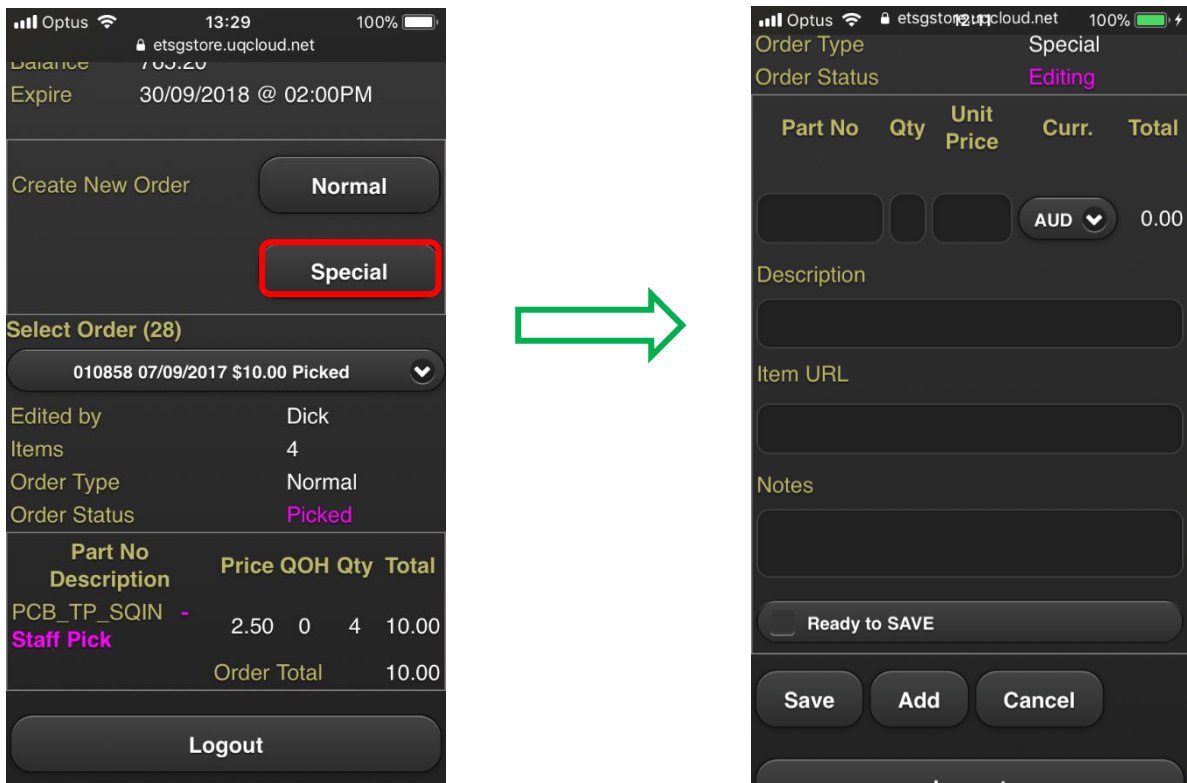 Optus 13:29 100%
etsgstore.uqcloud.net
Balance
Expire 30/09/2018 @ 02:00PM
Create New Order Normal
Special
Select Order (28)
010858 07/09/2017 $10.00 Picked
Edited by Dick
Items 4
Order Type Normal
Order Status Picked
Part No
Description Price QOH Qty Total
PCB_TP_SQIN -
Staff Pick 2.50 0 4 10.00
Order Total 10.00
Logout
Optus etsgstore.uqcloud.net 100%
Order Type Special
Order Status Editing
Part No Qty Unit Price Curr. Total
AUD 0.00
Description
Item URL
Notes
Ready to SAVE
Save Add Cancel